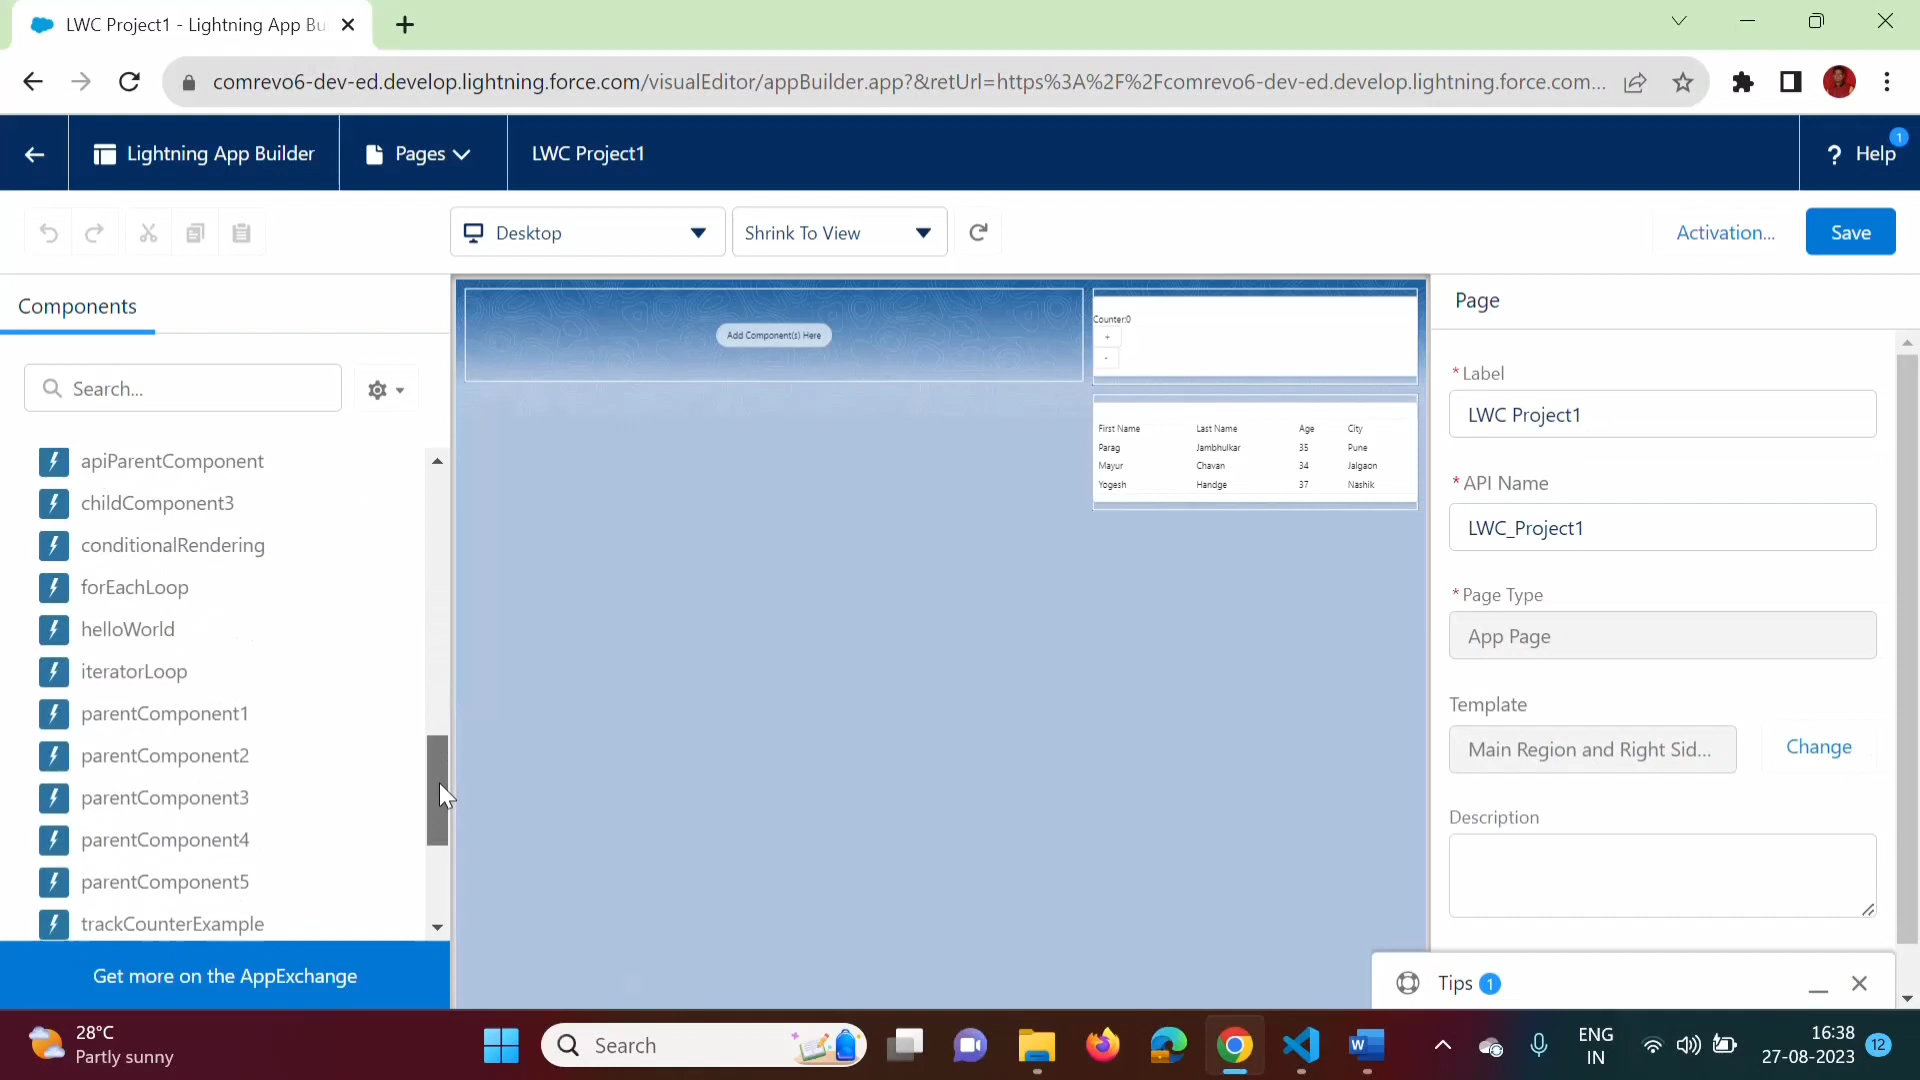 LWC Project1 - Lightning App Bu
comrevo6-dev-ed.develop.lightning.force.com/visualEditor/appBuilder.app?&retUrl=https%3A%2F%2Fcomrevo6-dev-ed.develop.lightning.force.com...
Lightning App Builder
Pages
LWC Project1
? Help
1
Desktop
Shrink To View
Activation...
Save
Components
Search...
apiParentComponent
childComponent3
conditionalRendering
forEachLoop
helloWorld
iteratorLoop
parentComponent1
parentComponent2
parentComponent3
parentComponent4
parentComponent5
trackCounterExample
Get more on the AppExchange
Add Component(s) Here
Counter:0
+
-
First Name Last Name Age City
Parag Jambhulkar 35 Pune
Mayur Chavan 34 Jalgaon
Yogesh Handge 37 Nashik
Page
* Label
LWC Project1
* API Name
LWC_Project1
* Page Type
App Page
Template
Main Region and Right Sid...
Change
Description
Tips 1
28°C
Partly sunny
Search
ENG
IN
16:38
27-08-2023
12